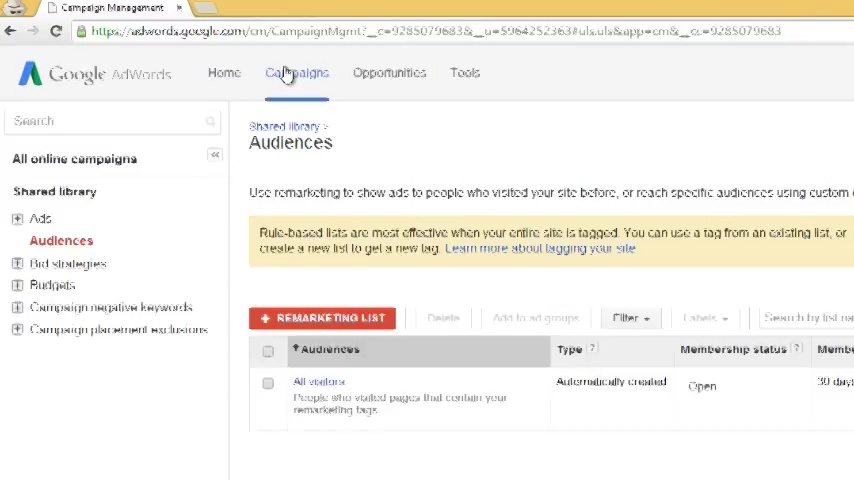 Campaign Management
https://adwords.google.com/cm/CampaignMgmt?__c=9285079683&__u=5964252363#uls.uls&app=cm&__cc=9285079683
Google AdWords
Home
Campaigns
Opportunities
Tools
Search
All online campaigns
Shared library
Ads
Audiences
Bid strategies
Budgets
Campaign negative keywords
Campaign placement exclusions
Shared library >
Audiences
Use remarketing to show ads to people who visited your site before, or reach specific audiences using custom
Rule-based lists are most effective when your entire site is tagged. You can use a tag from an existing list, or
create a new list to get a new tag. Learn more about tagging your site
+ REMARKETING LIST
Delete
Add to ad groups
Filter
Labels
Search by list na
Audiences
Type ?
Membership status ?
Membe
All visitors
Automatically created
Open
30 days
People who visited pages that contain your
remarketing tags